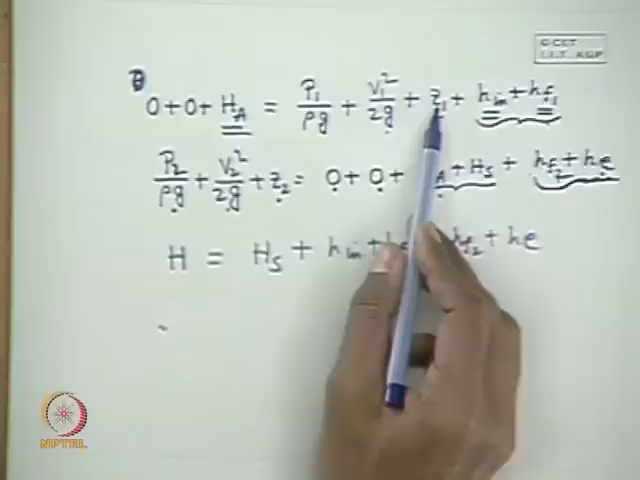 © CET
I.I.T. KGP
0 + 0 + H_A = P_1/ρg + V_1^2/2g + z_1 + h_in + h_f1
P_2/ρg + V_2^2/2g + z_2 = 0 + 0 + A + H_s + h_f2 + h_e
H = H_s + h_in + h f_2 + h_e
NPTEL